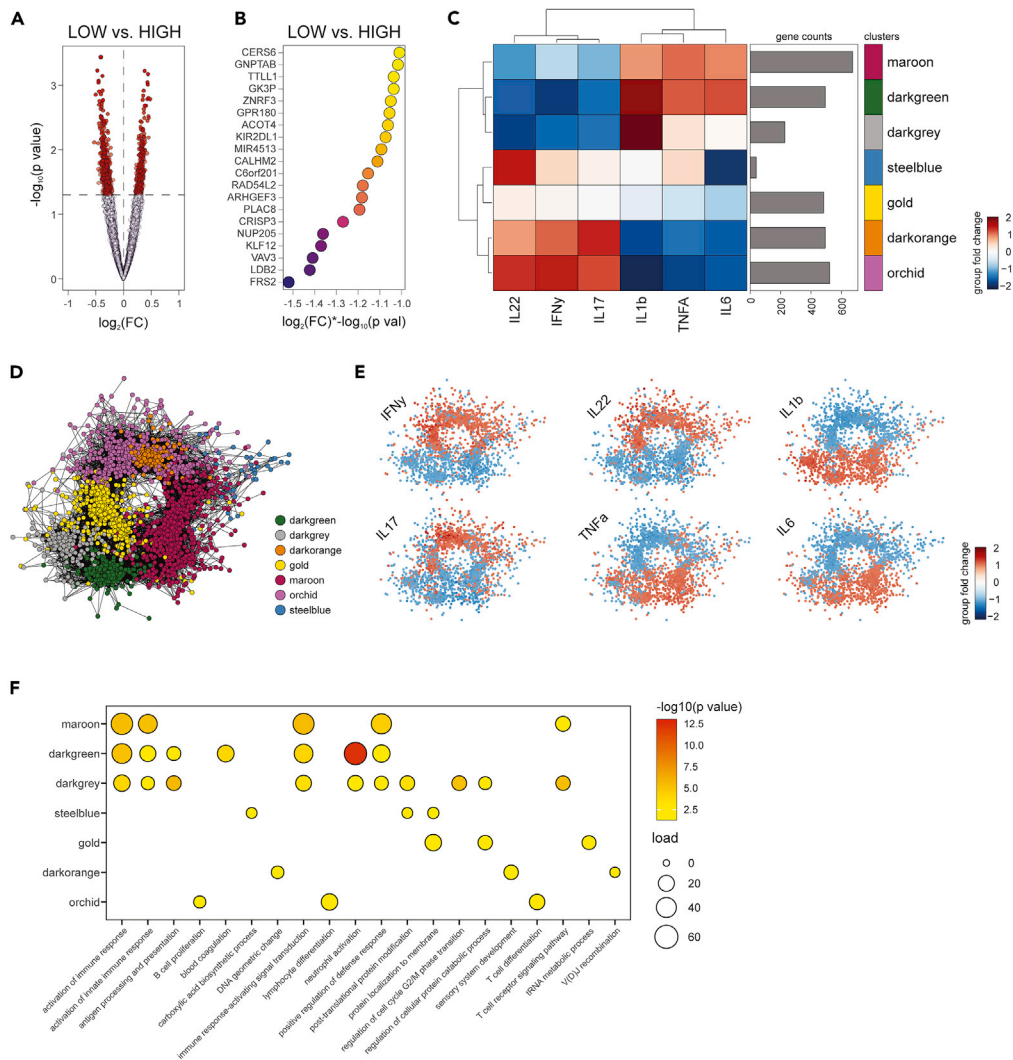 A
LOW vs. HIGH
-log10(p value)
3
2
1
0
-1
-0.5
0
0.5
1
log2(FC)
B
LOW vs. HIGH
CERS6
GNPTAB
TTLL1
GK3P
ZNRF3
GPR180
ACOT4
KIR2DL1
MIR4513
CALHM2
C6orf201
RAD54L2
ARHGEF3
PLAC8
CRISP3
NUP205
KLF12
VAV3
LDB2
FRS2
-1.5
-1.4
-1.3
-1.2
-1.1
-1.0
log2(FC)*-log10(p val)
C
gene counts
clusters
maroon
darkgreen
darkgrey
steelblue
gold
darkorange
orchid
IL22
IFNy
IL17
IL1b
TNFA
IL6
0
200
400
600
group fold change
2
1
0
−1
−2
D
darkgreen
darkgrey
darkorange
gold
maroon
orchid
steelblue
E
IFNy
IL22
IL1b
IL17
TNFa
IL6
group fold change
2
1
0
−1
−2
F
maroon
darkgreen
darkgrey
steelblue
gold
darkorange
orchid
activation of immune response
activation of innate immune response
antigen processing and presentation
B cell proliferation
blood coagulation
carboxylic acid biosynthetic process
DNA geometric change
immune response-activating signal transduction
lymphocyte differentiation
neutrophil activation
positive regulation of defense response
post-translational protein modification
protein localization to membrane
regulation of cell cycle G2/M phase transition
regulation of cellular protein catabolic process
sensory system development
T cell differentiation
T cell receptor signaling pathway
tRNA metabolic process
V(D)J recombination
-log10(p value)
12.5
10.0
7.5
5.0
2.5
load
0
20
40
60